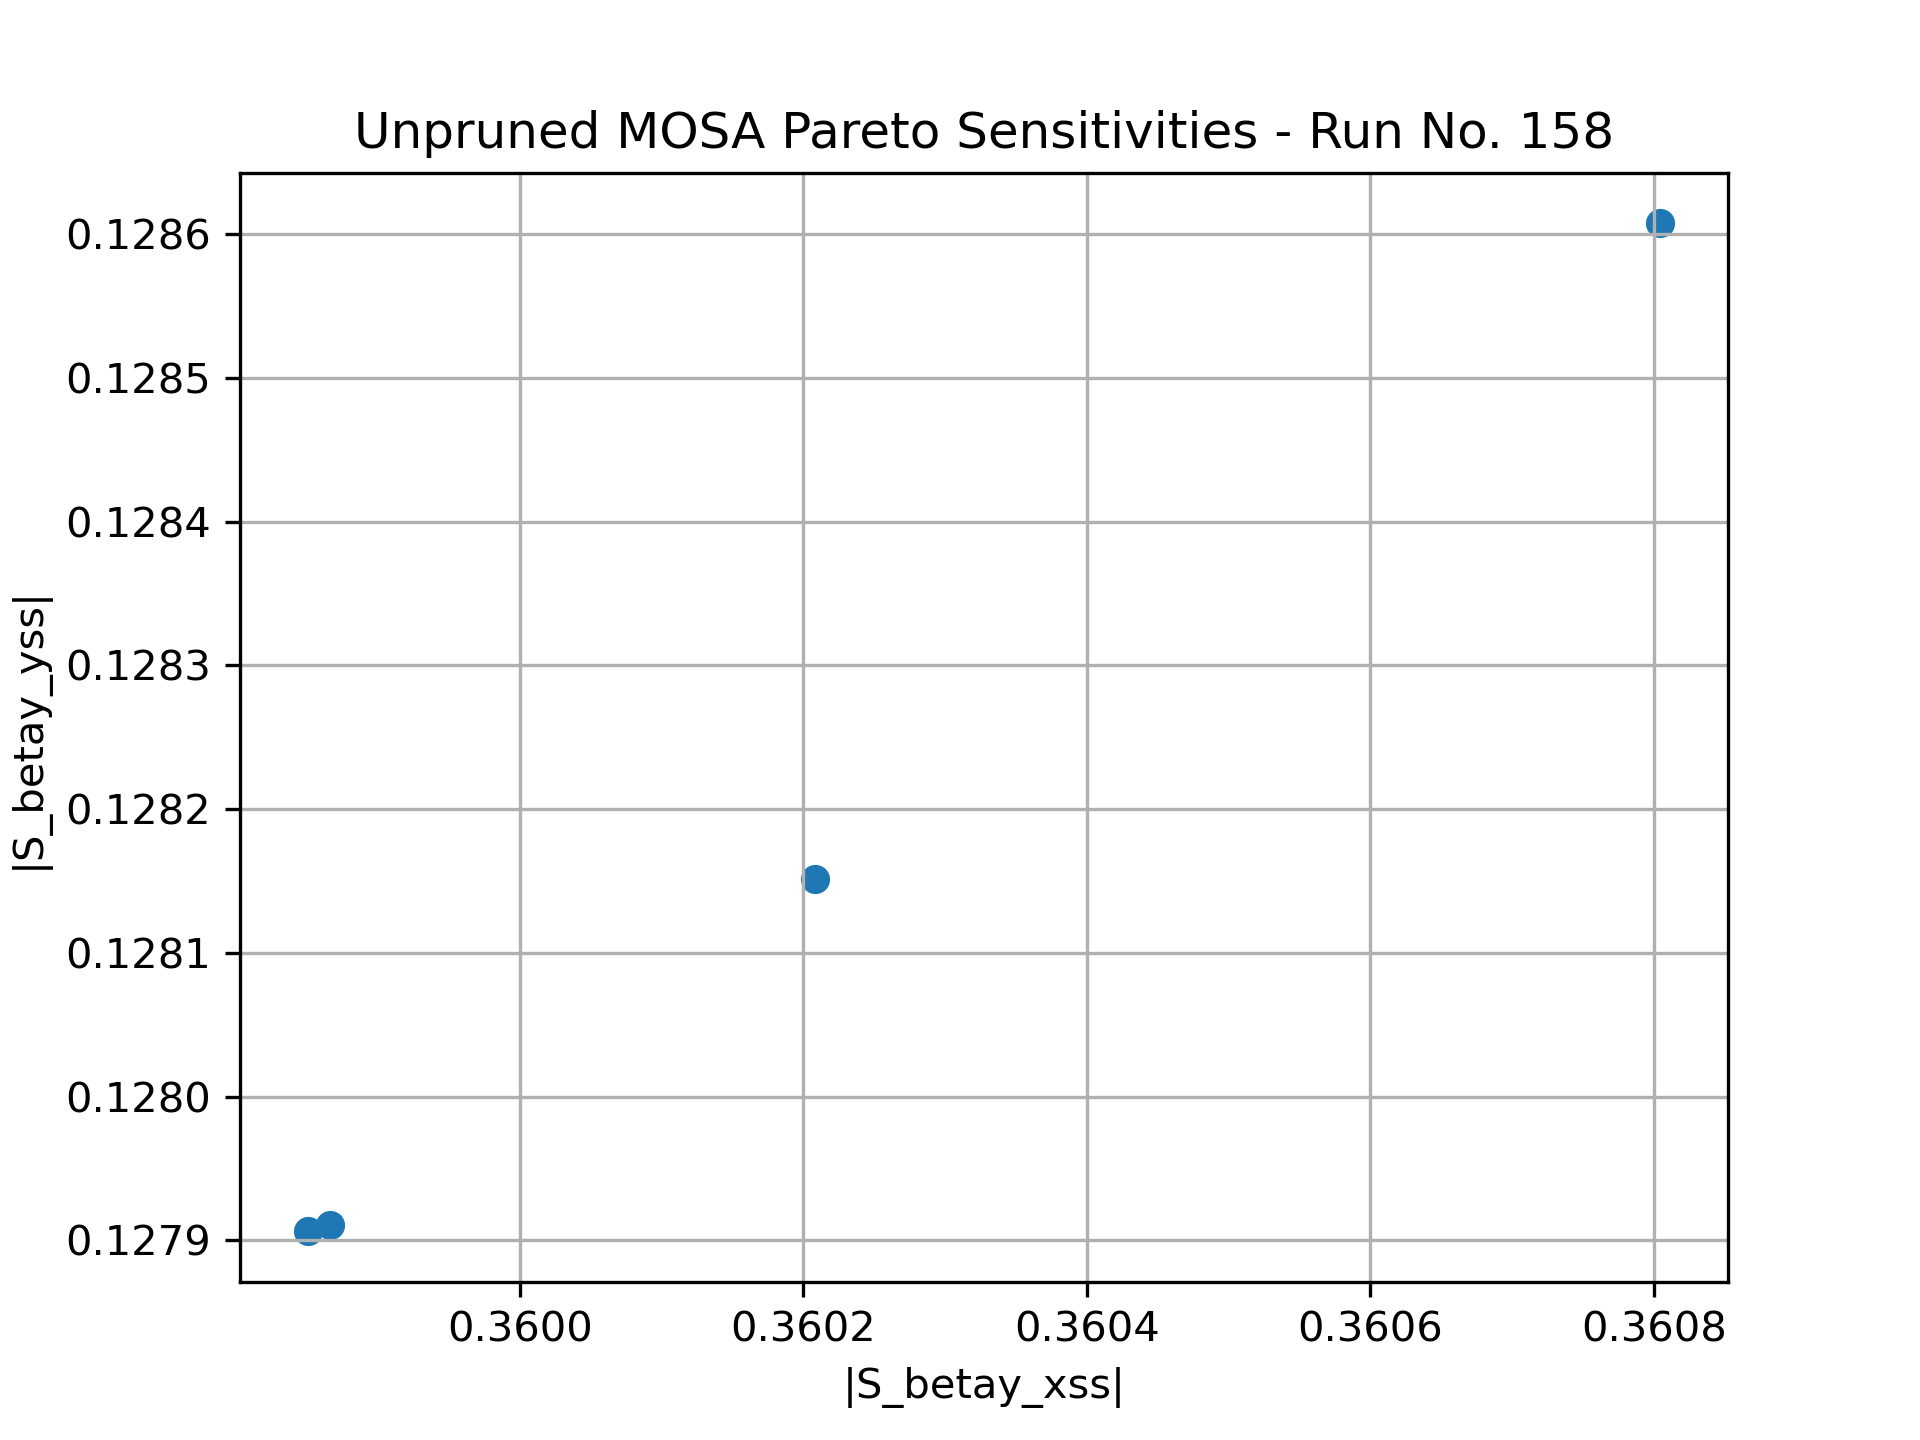 Unpruned MOSA Pareto Sensitivities - Run No. 158
0.1286
0.1285
0.1284
0.1283
0.1282
0.1281
0.1280
0.1279
|S_betay_yss|
0.3600 0.3602 0.3604 0.3606 0.3608
|S_betay_xss|